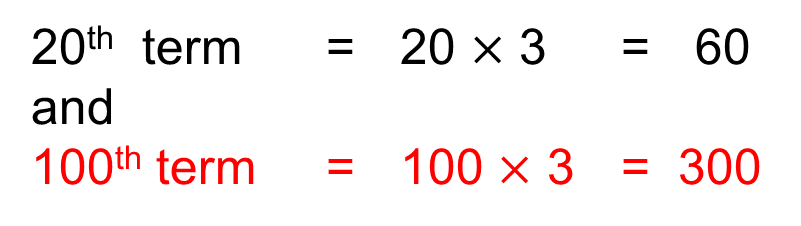 20th term = 20 × 3 = 60
and
100th term = 100 × 3 = 300